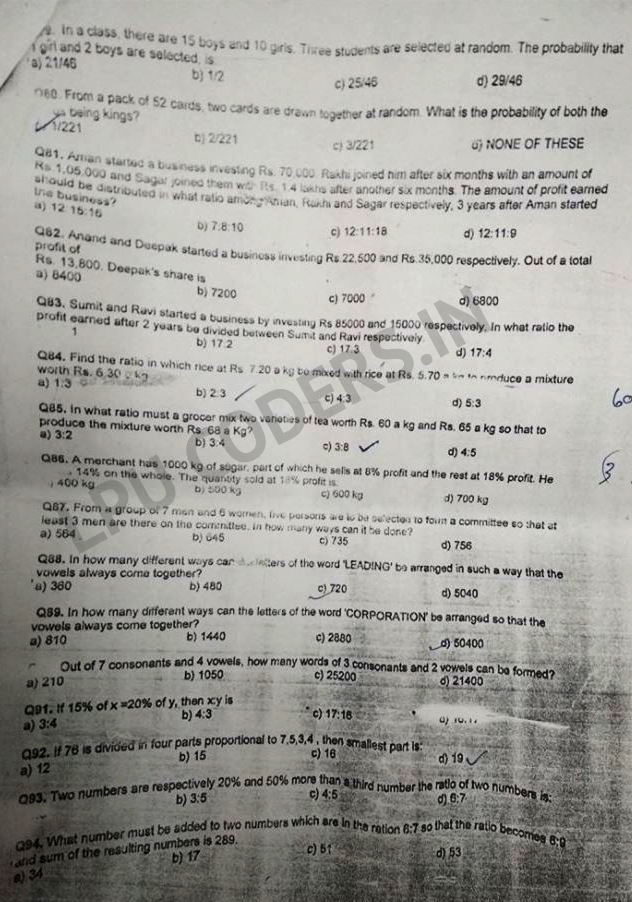 9. In a class, there are 15 boys and 10 girls. Three students are selected at random. The probability that
1 girl and 2 boys are selected, is
a) 21/46 b) 1/2 c) 25/46 d) 29/46
Q80. From a pack of 52 cards, two cards are drawn together at random. What is the probability of both the
being kings?
1/221 b) 2/221 c) 3/221 d) NONE OF THESE
Q81. Aman started a business investing Rs. 70,000. Rakhi joined him after six months with an amount of
Rs.1,05,000 and Sagar joined them with Rs. 1.4 lakhs after another six months. The amount of profit earned
should be distributed in what ratio among Aman, Rakhi and Sagar respectively, 3 years after Aman started
the business?
a) 12:15:16 b) 7:8:10 c) 12:11:18 d) 12:11:9
Q82. Anand and Deepak started a business investing Rs.22,500 and Rs.35,000 respectively. Out of a total
profit of
Rs. 13,800. Deepak's share is
a) 8400 b) 7200 c) 7000 d) 6800
Q83. Sumit and Ravi started a business by investing Rs 85000 and 15000 respectively. In what ratio the
profit earned after 2 years be divided between Sumit and Ravi respectively.
1 b) 17:2 c) 17:3 d) 17:4
Q84. Find the ratio in which rice at Rs. 7.20 a kg be mixed with rice at Rs. 5.70 a kg to produce a mixture
worth Rs. 6.30 a kg
a) 1:3 b) 2:3 c) 4:3 d) 5:3
60
Q85. In what ratio must a grocer mix two varieties of tea worth Rs. 60 a kg and Rs. 65 a kg so that to
produce the mixture worth Rs. 68 a Kg?
a) 3:2 b) 3:4 c) 3:8 d) 4:5
Q86. A merchant has 1000 kg of sugar, part of which he sells at 8% profit and the rest at 18% profit. He
14% on the whole. The quantity sold at 18% profit is.
400 kg b) 500 kg c) 600 kg d) 700 kg
Q87. From a group of 7 men and 6 women, five persons are to be selected to form a committee so that at
least 3 men are there on the committee. In how many ways can it be done?
a) 564 b) 645 c) 735 d) 756
Q88. In how many different ways can letters of the word 'LEADING' be arranged in such a way that the
vowels always come together?
a) 360 b) 480 c) 720 d) 5040
Q89. In how many different ways can the letters of the word 'CORPORATION' be arranged so that the
vowels always come together?
a) 810 b) 1440 c) 2880 d) 50400
Out of 7 consonants and 4 vowels, how many words of 3 consonants and 2 vowels can be formed?
a) 210 b) 1050 c) 25200 d) 21400
Q91. If 15% of x =20% of y, then x:y is
a) 3:4 b) 4:3 c) 17:16 d)
Q92. If 76 is divided in four parts proportional to 7,5,3,4 , then smallest part is:
a) 12 b) 15 c) 16 d) 19
Q93. Two numbers are respectively 20% and 50% more than a third number the ratio of two numbers is:
b) 3:5 c) 4:5 d) 6:7
Q94. What number must be added to two numbers which are in the ration 6:7 so that the ratio becomes 8:9
and sum of the resulting numbers is 289.
a) 34 b) 17 c) 51 d) 53
LPU CODERS.IN